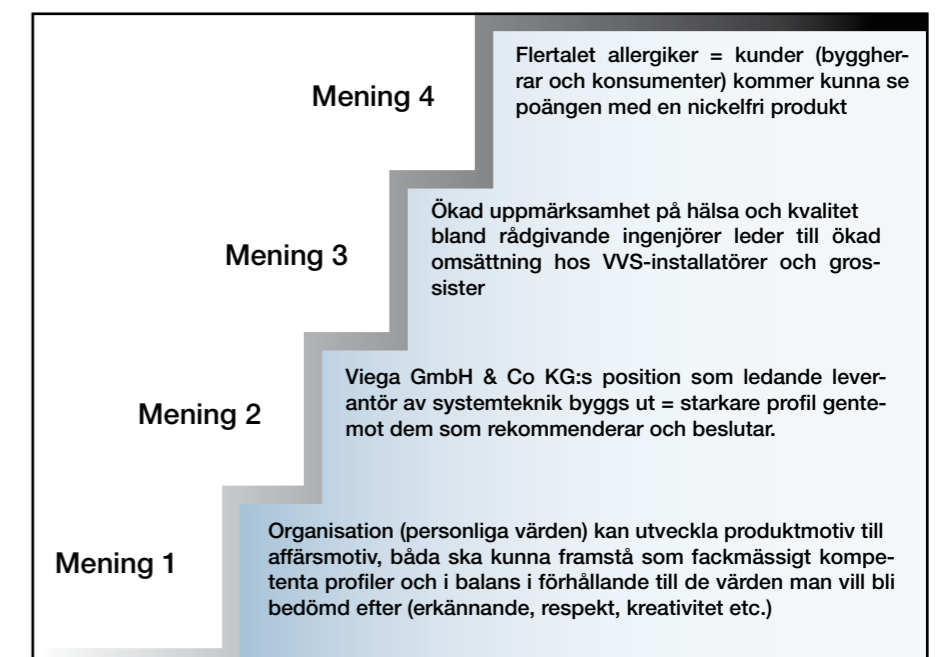 Mening 4
Flertalet allergiker = kunder (byggher-
rar och konsumenter) kommer kunna se
poängen med en nickelfri produkt
Mening 3
Ökad uppmärksamhet på hälsa och kvalitet
bland rådgivande ingenjörer leder till ökad
omsättning hos VVS-installatörer och gros-
sister
Mening 2
Viega GmbH & Co KG:s position som ledande lever-
antör av systemteknik byggs ut = starkare profil gente-
mot dem som rekommenderar och beslutar.
Mening 1
Organisation (personliga värden) kan utveckla produktmotiv till
affärsmotiv, båda ska kunna framstå som fackmässigt kompe-
tenta profiler och i balans i förhållande till de värden man vill bli
bedömd efter (erkännande, respekt, kreativitet etc.)